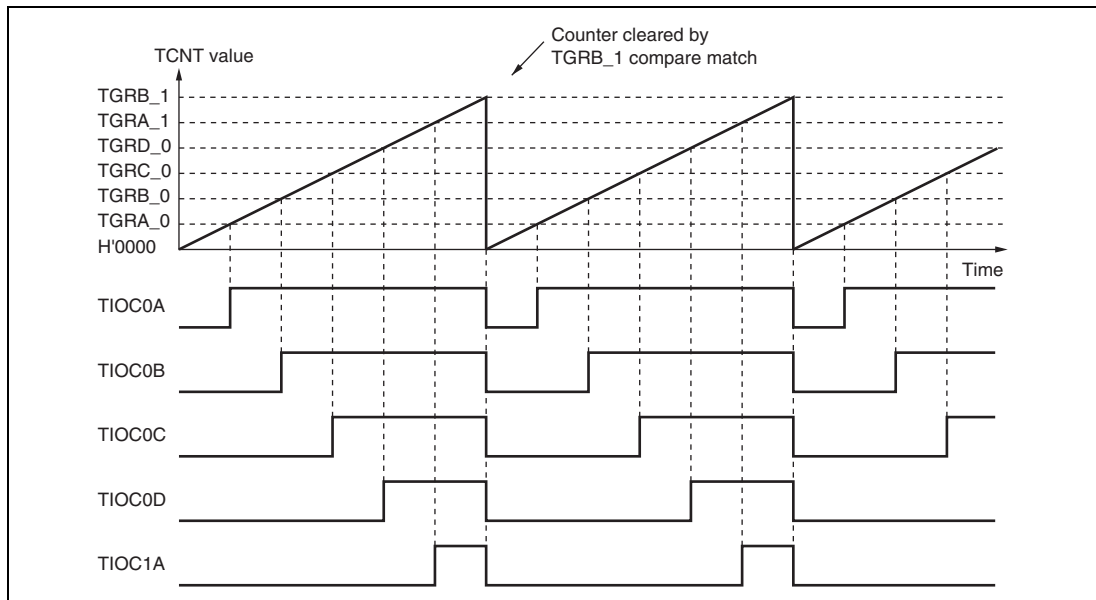 Counter cleared by
TGRB_1 compare match
TCNT value
TGRB_1
TGRA_1
TGRD_0
TGRC_0
TGRB_0
TGRA_0
H'0000
Time
TIOC0A
TIOC0B
TIOC0C
TIOC0D
TIOC1A